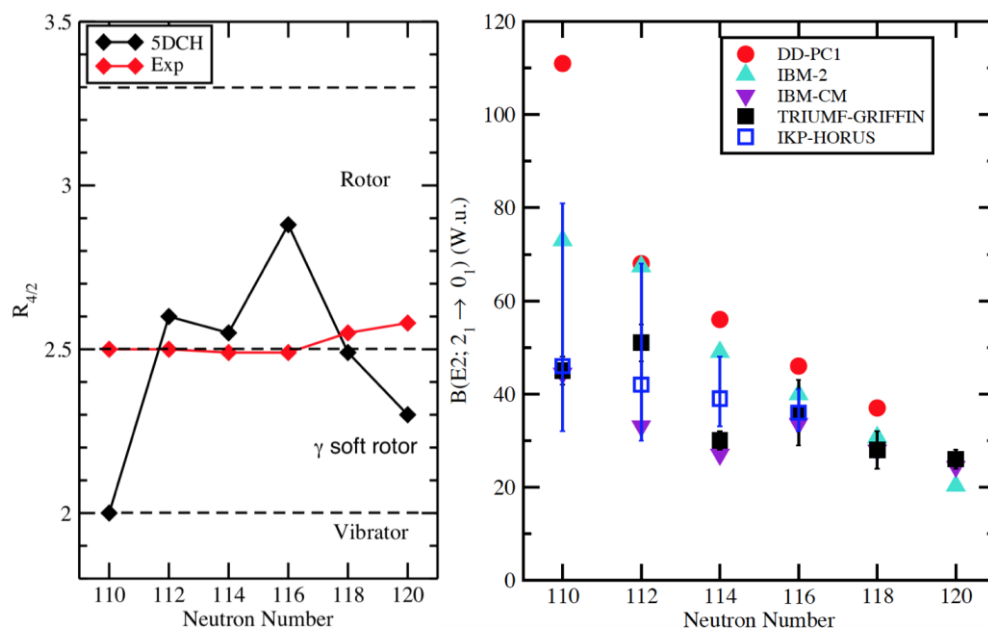 3.5
5DCH
Exp
3
Rotor
R4/2
2.5
γ soft rotor
2
Vibrator
110 112 114 116 118 120
Neutron Number
120
DD-PC1
IBM-2
IBM-CM
TRIUMF-GRIFFIN
IKP-HORUS
100
80
B(E2; 2₁ → 0₁) (W.u.)
60
40
20
0
110 112 114 116 118 120
Neutron Number